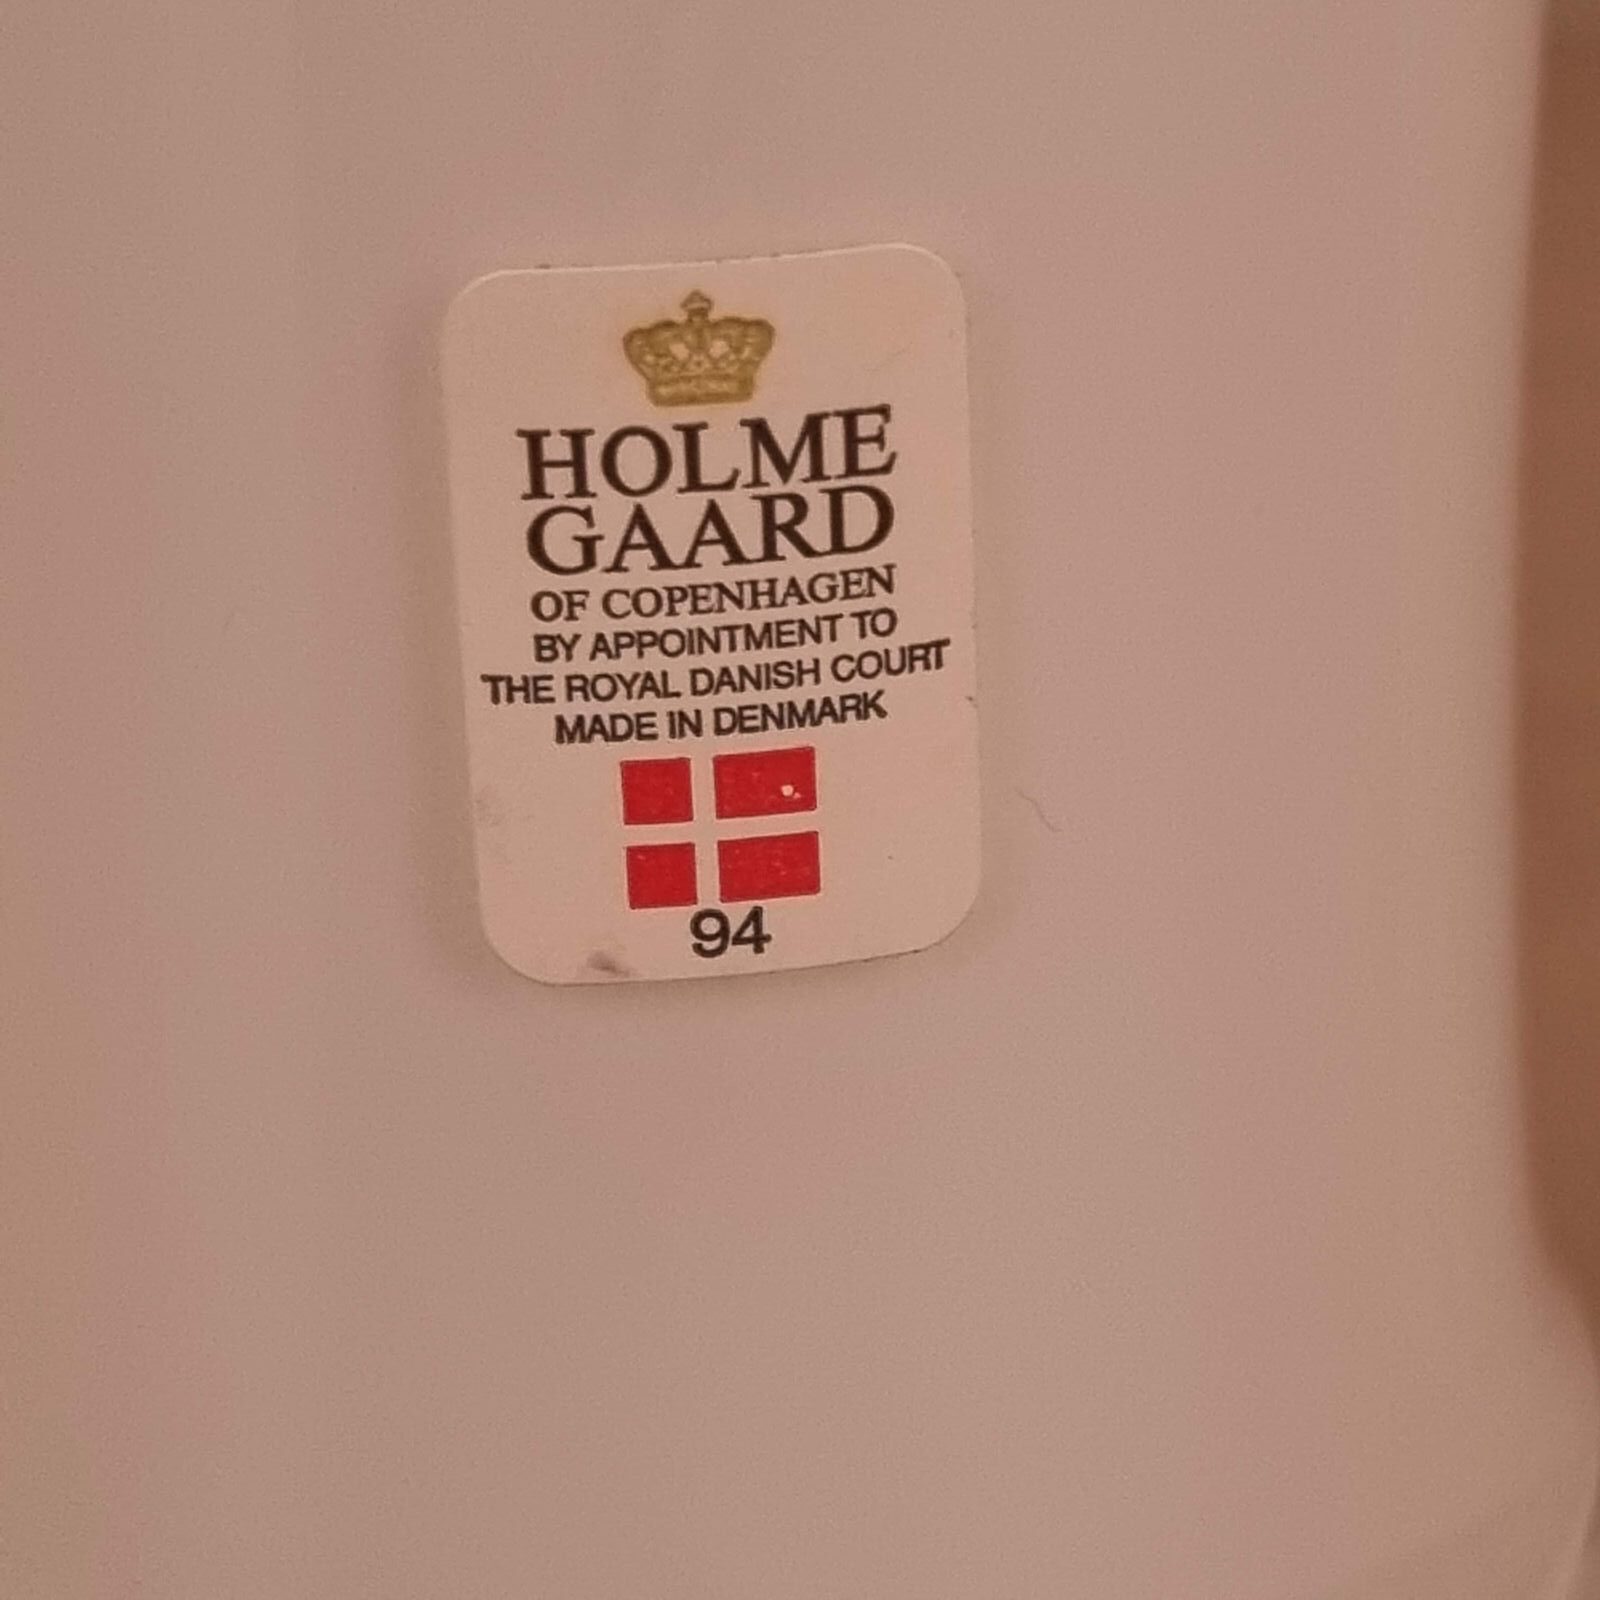 HOLME
GAARD
OF COPENHAGEN
BY APPOINTMENT TO
THE ROYAL DANISH COURT
MADE IN DENMARK
94